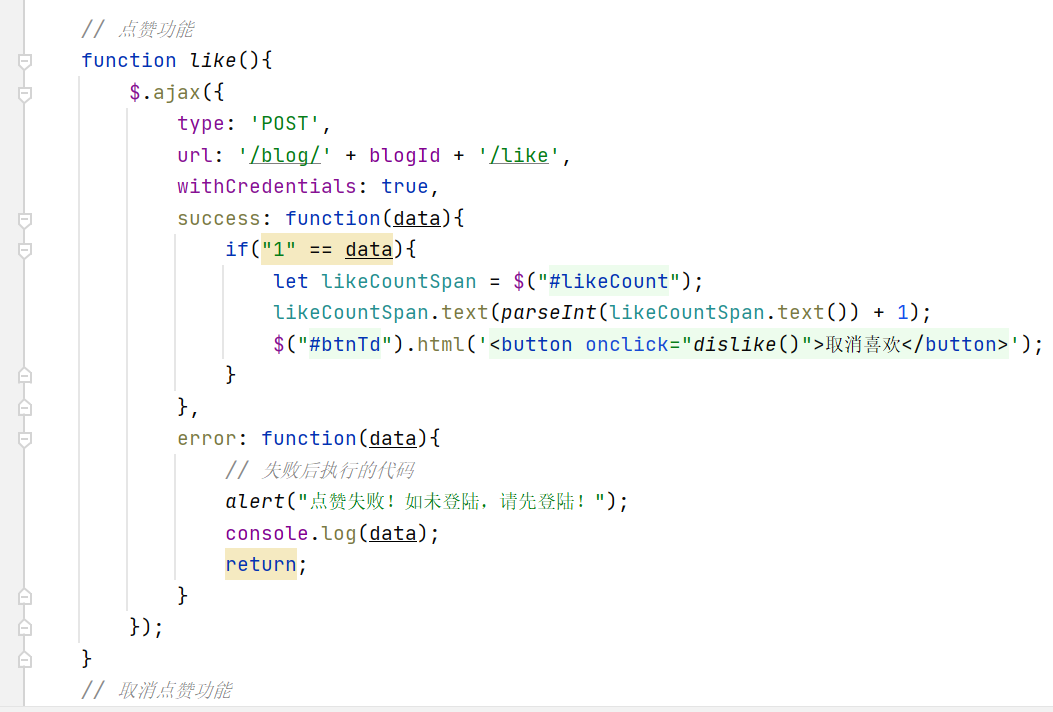 // 点赞功能
function like(){
$.ajax({
type: 'POST',
url: '/blog/' + blogId + '/like',
withCredentials: true,
success: function(data){
if("1" == data){
let likeCountSpan = $("#likeCount");
likeCountSpan.text(parseInt(likeCountSpan.text()) + 1);
$("#btnTd").html('<button onclick="dislike()">取消喜欢</button>');
}
},
error: function(data){
// 失败后执行的代码
alert("点赞失败！如未登陆，请先登陆！");
console.log(data);
return;
}
});
}
// 取消点赞功能